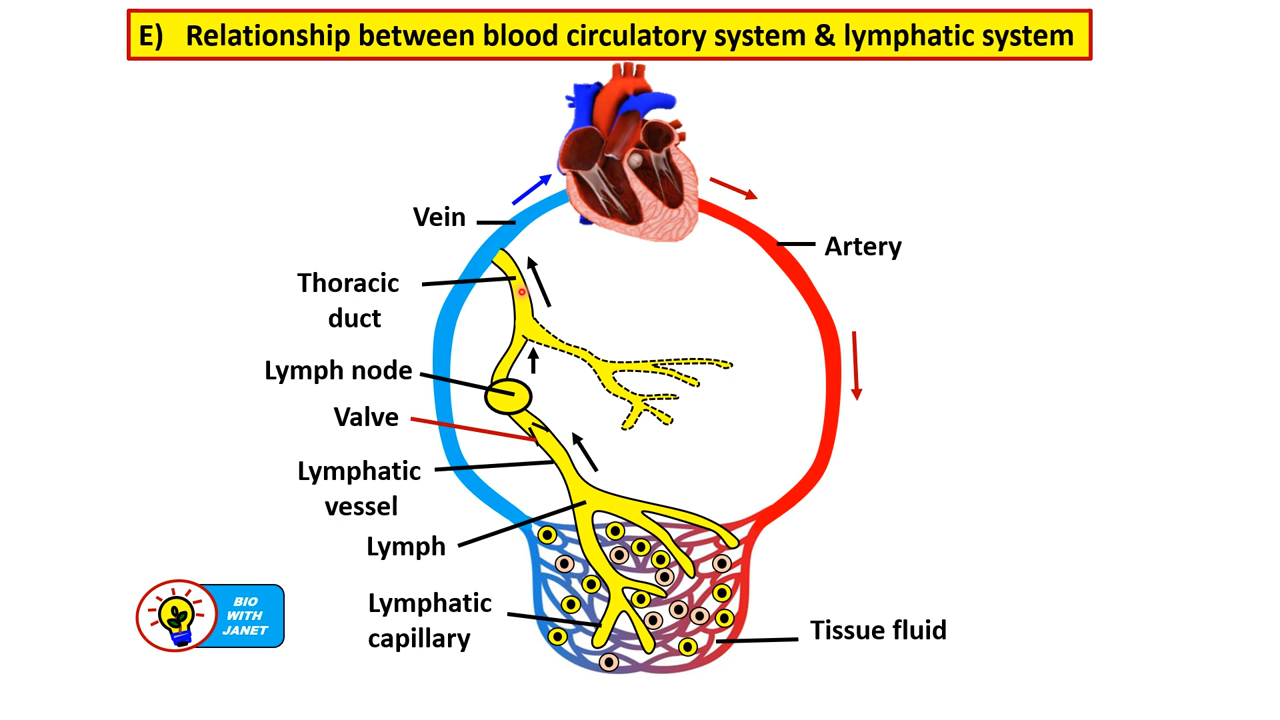 E) Relationship between blood circulatory system & lymphatic system
Vein
Artery
Thoracic
duct
Lymph node
Valve
Lymphatic
vessel
Lymph
Lymphatic
capillary
Tissue fluid
BIO
WITH
JANET